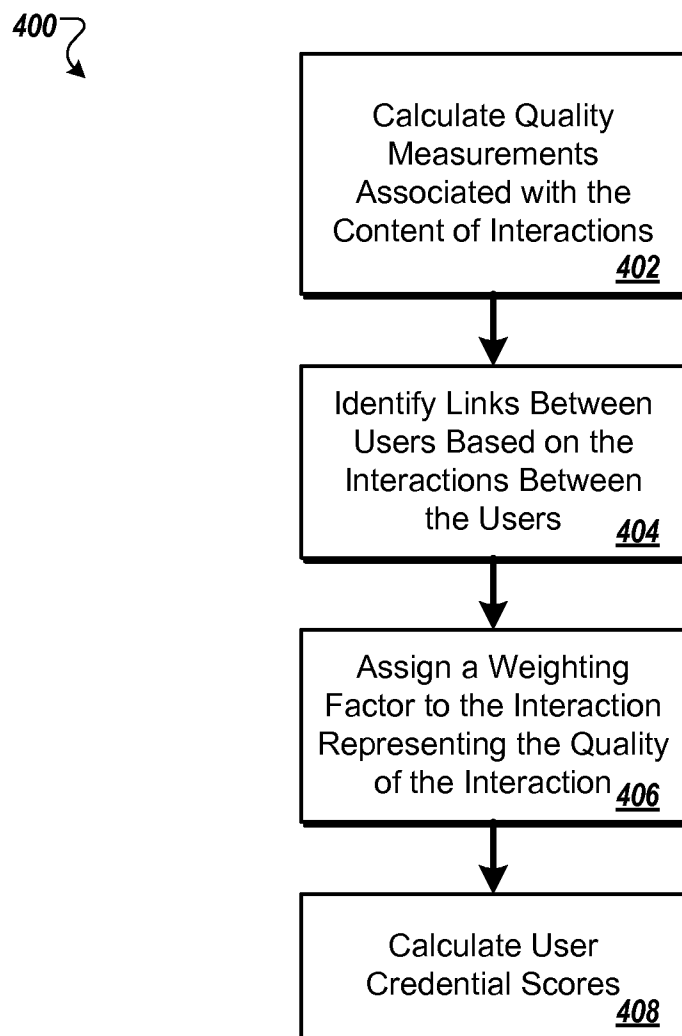 400
Calculate Quality
Measurements
Associated with the
Content of Interactions
402
Identify Links Between
Users Based on the
Interactions Between
the Users
404
Assign a Weighting
Factor to the Interaction
Representing the Quality
of the Interaction
406
Calculate User
Credential Scores
408